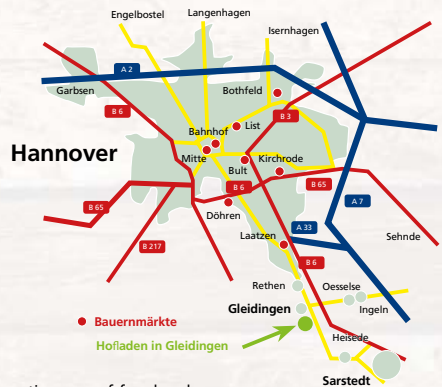 Engelbostel
Langenhagen
Isernhagen
A 2
Garbsen
B 6
Bothfeld
B 3
List
Bahnhof
Hannover
Mitte
Bult
Kirchrode
B 6
B 65
A 7
B 65
Döhren
A 33
Sehnde
B 217
Laatzen
B 6
Rethen
Oesselse
Gleidingen
Ingeln
Bauernmärkte
Hofladen in Gleidingen
Heisede
Sarstedt